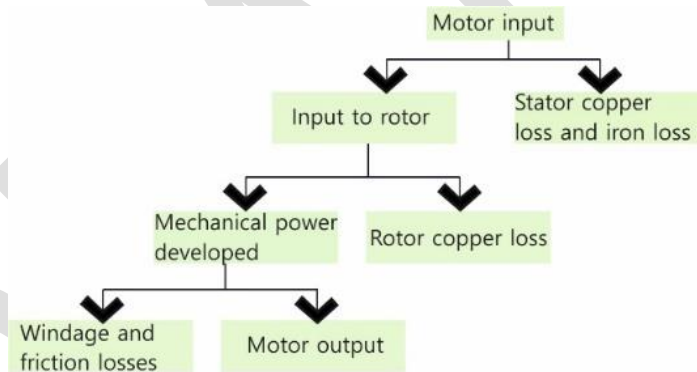 Motor input
Input to rotor
Stator copper
loss and iron loss
Mechanical power
developed
Rotor copper loss
Windage and
friction losses
Motor output